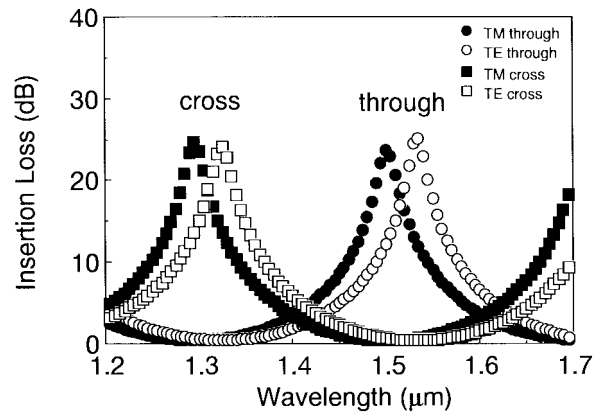 40
30
20
10
0
Insertion Loss (dB)
TM through
TE through
TM cross
TE cross
cross
through
1.2 1.3 1.4 1.5 1.6 1.7
Wavelength (μm)